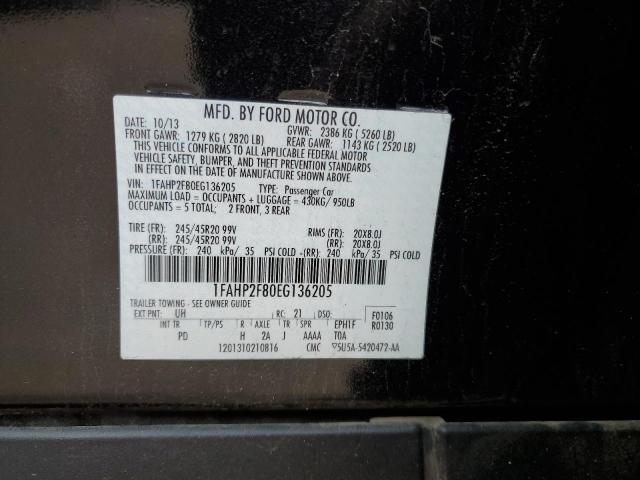 MFD. BY FORD MOTOR CO.
DATE: 10/13 GVWR: 2386 KG ( 5260 LB)
FRONT GAWR: 1279 KG ( 2820 LB) REAR GAWR: 1143 KG ( 2520 LB)
THIS VEHICLE CONFORMS TO ALL APPLICABLE FEDERAL MOTOR
VEHICLE SAFETY, BUMPER, AND THEFT PREVENTION STANDARDS
IN EFFECT ON THE DATE OF MANUFACTURE SHOWN ABOVE.
VIN: 1FAHP2F80EG136205 TYPE: Passenger Car
MAXIMUM LOAD = OCCUPANTS + LUGGAGE = 430KG/ 950LB
OCCUPANTS = 5 TOTAL; 2 FRONT, 3 REAR
TIRE (FR): 245/45R20 99V RIMS (FR): 20X8.0J
(RR): 245/45R20 99V (RR): 20X8.0J
PRESSURE (FR): 240 kPa/ 35 PSI COLD -(RR): 240 kPa/ 35 PSI COLD
1FAHP2F80EG136205
TRAILER TOWING - SEE OWNER GUIDE
EXT PNT: UH RC: 21 DSO: F0106
INT TR TP/PS R AXLE TR SPR EPHTF R0130
PD H 2A J AAAA T0A
1201310210816 CMC 5U5A-5420472-AA